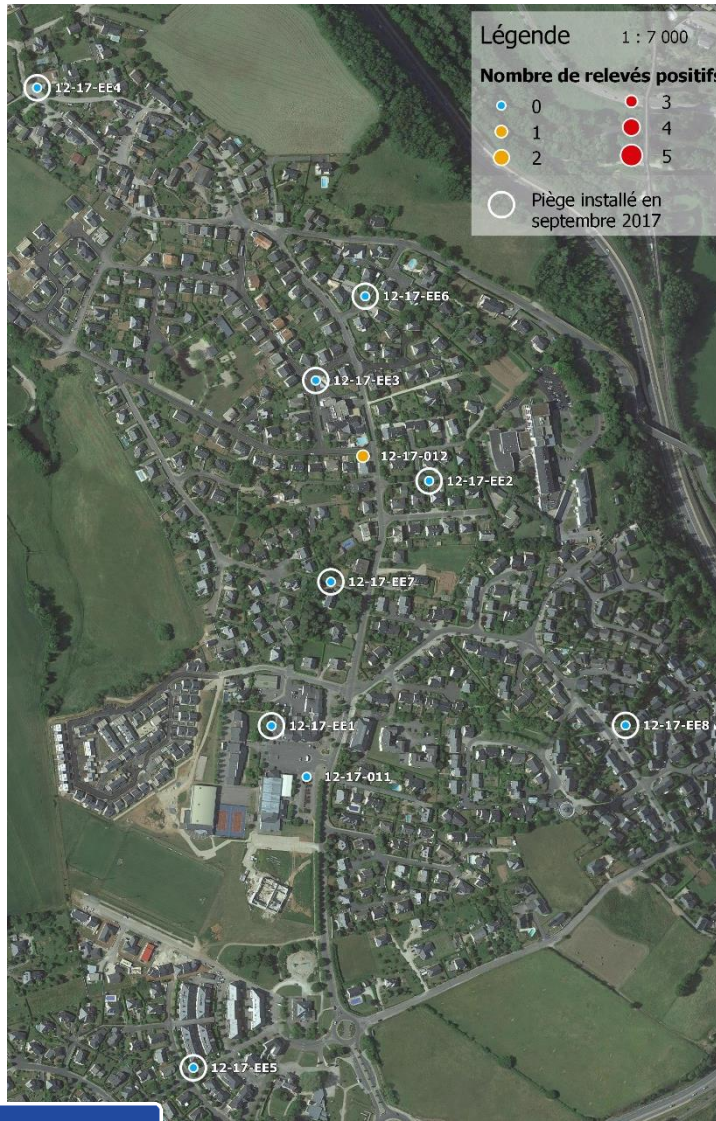 Légende 1 : 7 000
Nombre de relevés positifs
0 3
1 4
2 5
Piège installé en
septembre 2017
12-17-EE4
12-17-EE6
12-17-EE3
12-17-012
12-17-EE2
12-17-EE7
12-17-EE1
12-17-EE8
12-17-011
12-17-EE5